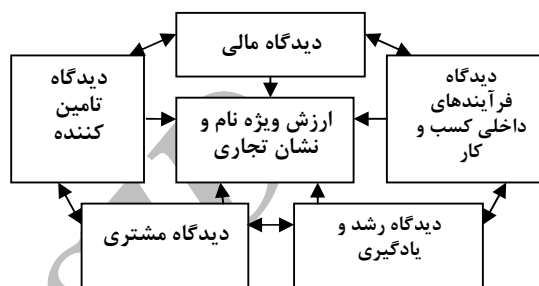 دیدگاه مالی
دیدگاه
فرآیندهای
داخلی کسب و
کار
ارزش ویژه نام و
نشان تجاری
دیدگاه
تامین
کننده
دیدگاه رشد و
یادگیری
دیدگاه مشتری